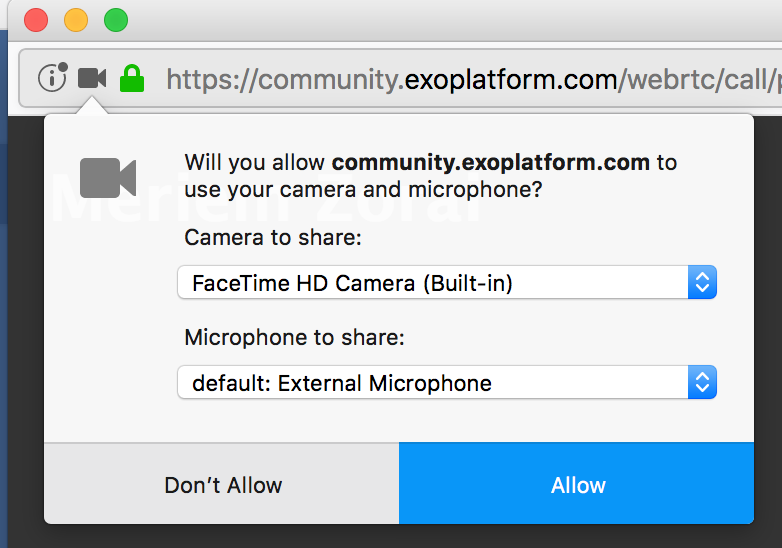 https://community.exoplatform.com/webrtc/call/
Will you allow community.exoplatform.com to
use your camera and microphone?
Camera to share:
FaceTime HD Camera (Built-in)
Microphone to share:
default: External Microphone
Don’t Allow
Allow